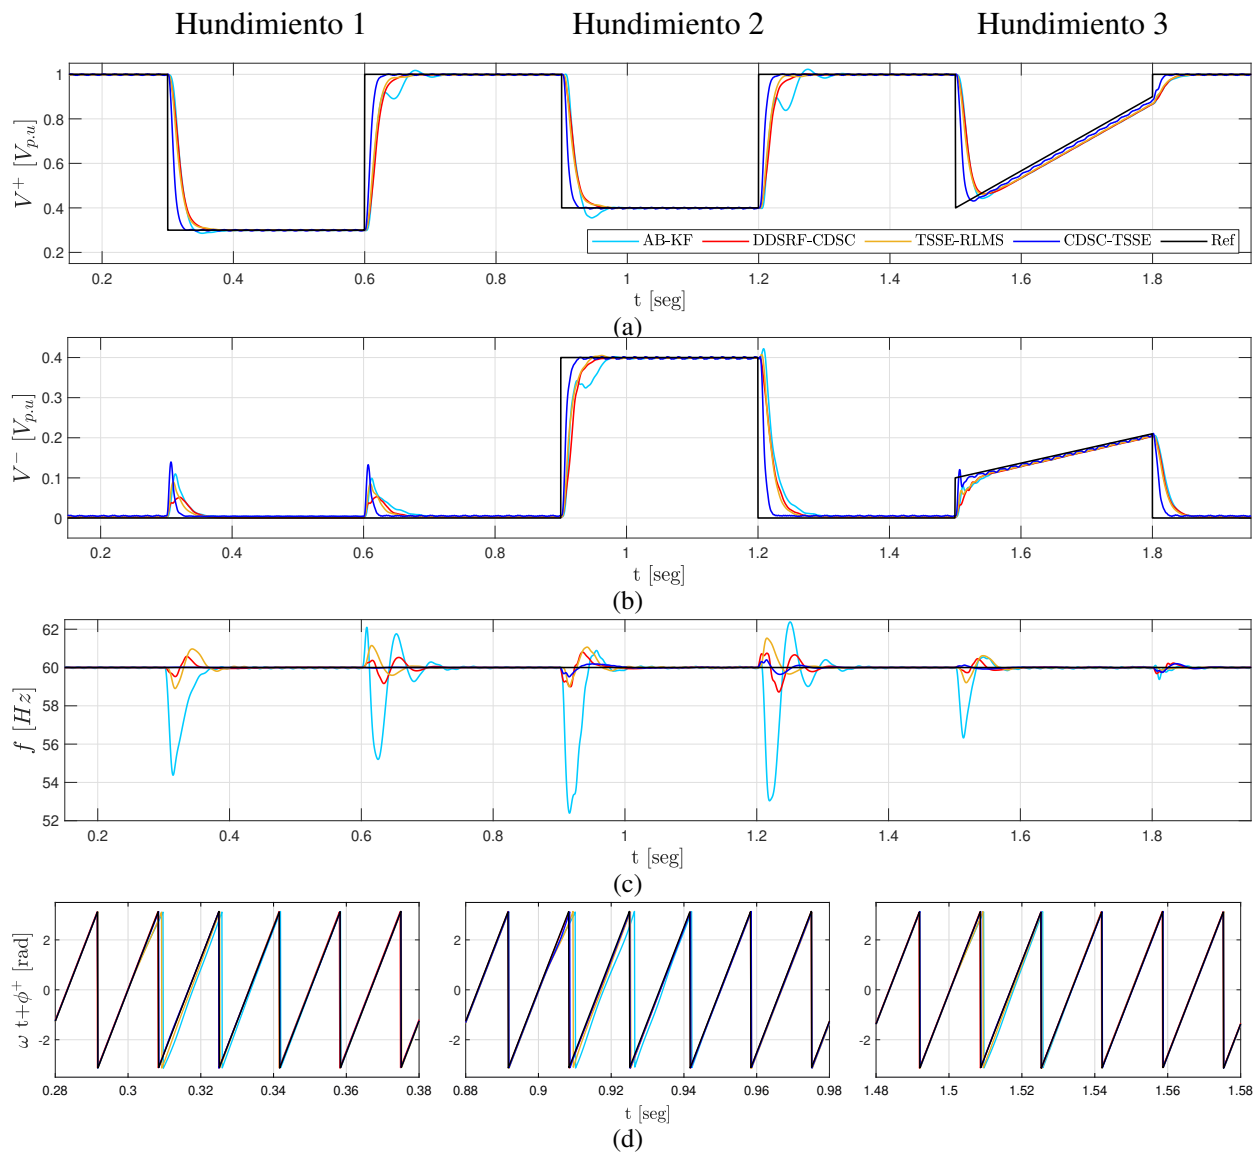 Hundimiento 1 Hundimiento 2 Hundimiento 3
V⁺ [V_{p.u}]
1
0.8
0.6
0.4
0.2
AB-KF DDSRF-CDSC TSSE-RLMS CDSC-TSSE Ref
0.2 0.4 0.6 0.8 1 1.2 1.4 1.6 1.8
t [seg]
(a)
V⁻ [V_{p.u}]
0.4
0.3
0.2
0.1
0
0.2 0.4 0.6 0.8 1 1.2 1.4 1.6 1.8
t [seg]
(b)
f [Hz]
62
60
58
56
54
52
0.2 0.4 0.6 0.8 1 1.2 1.4 1.6 1.8
t [seg]
(c)
ω t+ϕ⁺ [rad]
2 2 2
0 0 0
-2 -2 -2
0.28 0.3 0.32 0.34 0.36 0.38 0.88 0.9 0.92 0.94 0.96 0.98 1.48 1.5 1.52 1.54 1.56 1.58
t [seg]
(d)